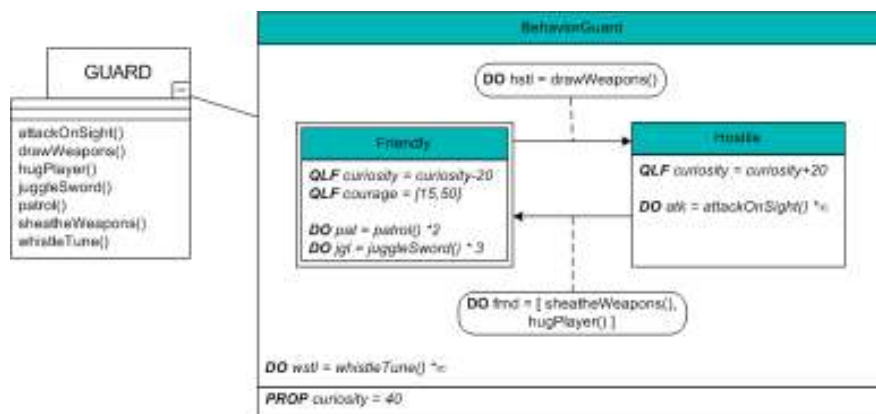 GUARD
attackOnSight()
drawWeapons()
hugPlayer()
juggleSword()
patrol()
sheatheWeapons()
whistleTune()
BehaviorGuard
DO hstl = drawWeapons()
Friendly
QLF curiosity = curiosity-20
QLF courage = [15,50]
DO pat = patrol() *2
DO jgl = juggleSword() * 3
Hostile
QLF curiosity = curiosity+20
DO atk = attackOnSight() *∞
DO frnd = [ sheatheWeapons(),
hugPlayer() ]
DO wstl = whistleTune() *∞
PROP curiosity = 40